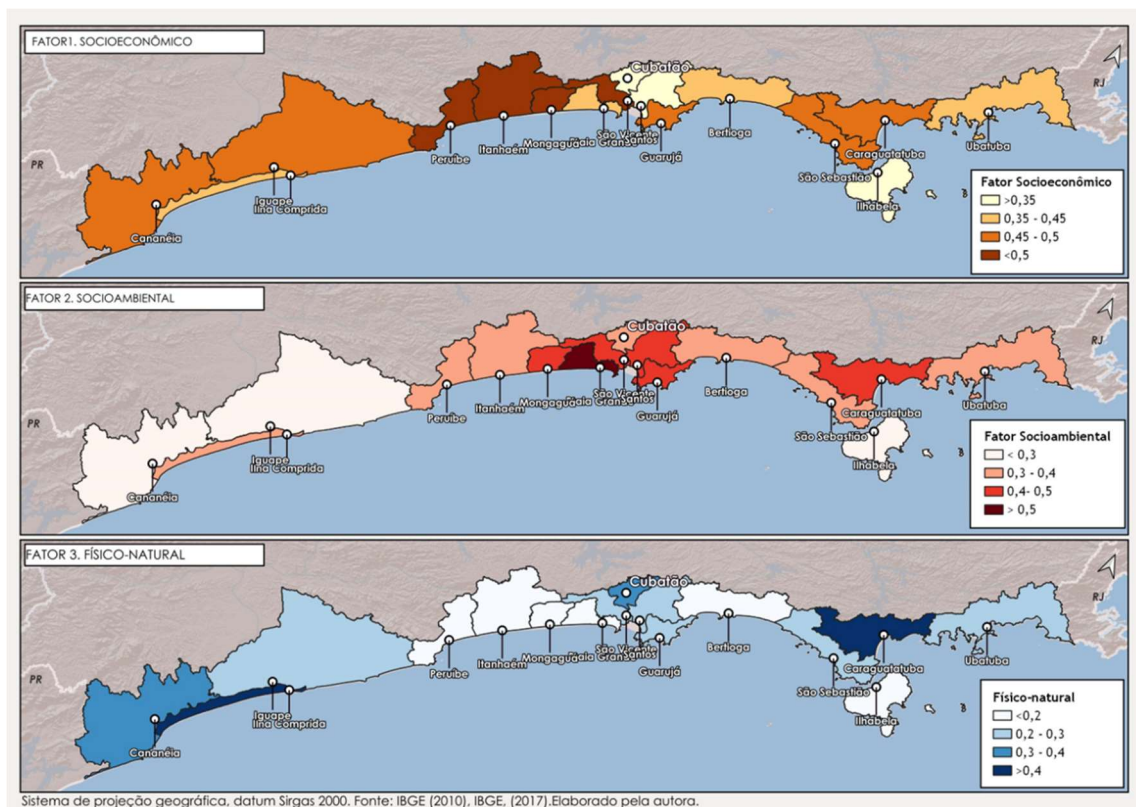 FATOR1. SOCIOECONÔMICO
Cubatão
RJ
PR
Peruíbe
Itanhaém
Mongaguá
São Vicente
Santos
Guarujá
Bertioga
São Sebastião
Caraguatatuba
Ilhabela
Ubatuba
Iguape
Ilha Comprida
Cananéia
Fator Socioeconômico
>0,35
0,35 - 0,45
0,45 - 0,5
<0,5
FATOR 2. SOCIOAMBIENTAL
Cubatão
RJ
PR
Peruíbe
Itanhaém
Mongaguá
São Vicente
Santos
Guarujá
Bertioga
São Sebastião
Caraguatatuba
Ilhabela
Ubatuba
Iguape
Ilha Comprida
Cananéia
Fator Socioambiental
< 0,3
0,3 - 0,4
0,4- 0,5
> 0,5
FATOR 3. FÍSICO-NATURAL
Cubatão
RJ
PR
Peruíbe
Itanhaém
Mongaguá
São Vicente
Santos
Guarujá
Bertioga
São Sebastião
Caraguatatuba
Ilhabela
Ubatuba
Iguape
Ilha Comprida
Cananéia
Físico-natural
<0,2
0,2 - 0,3
0,3 - 0,4
>0,4
Sistema de projeção geográfica, datum Sirgas 2000. Fonte: IBGE (2010), IBGE, (2017).Elaborado pela autora.